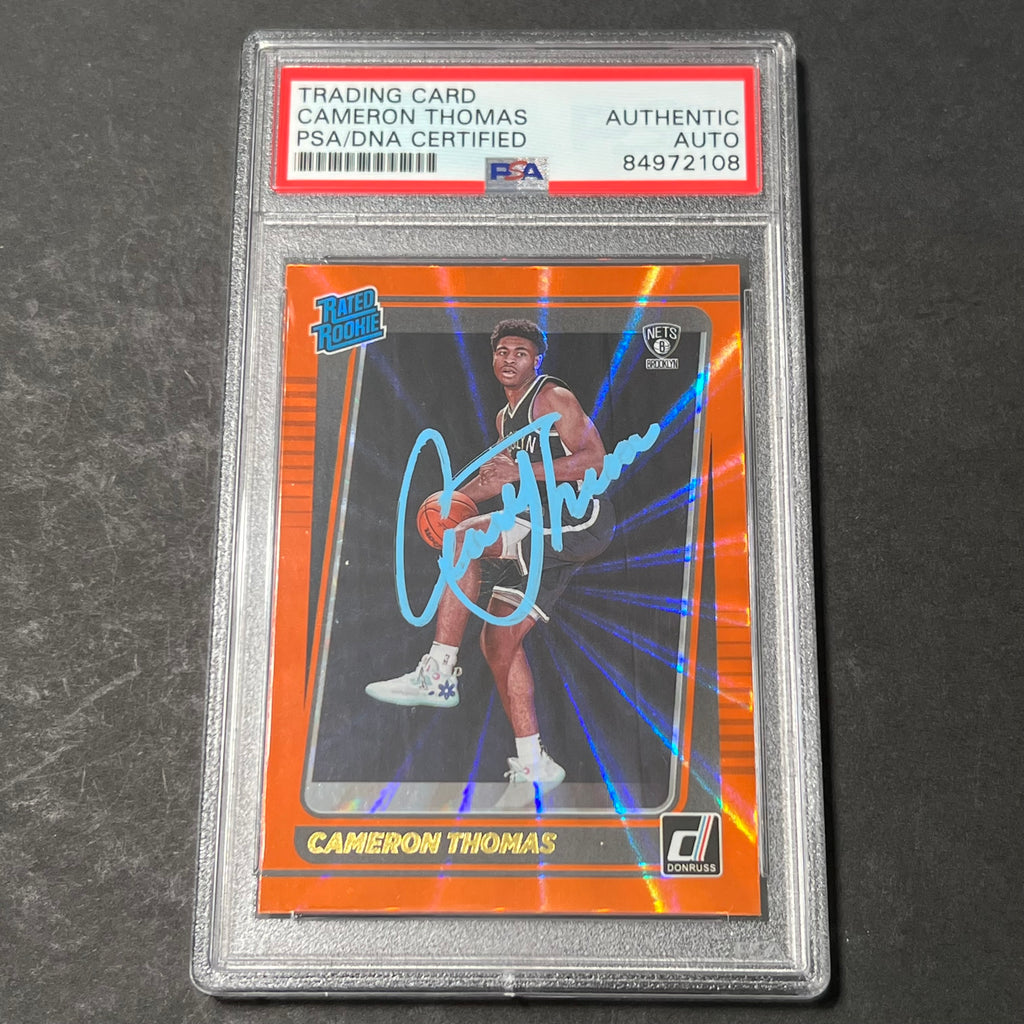 TRADING CARD
CAMERON THOMAS
PSA/DNA CERTIFIED
AUTHENTIC
AUTO
84972108
PSA
RATED
ROOKIE
NETS
B
BROOKLYN
CAMERON THOMAS
DONRUSS